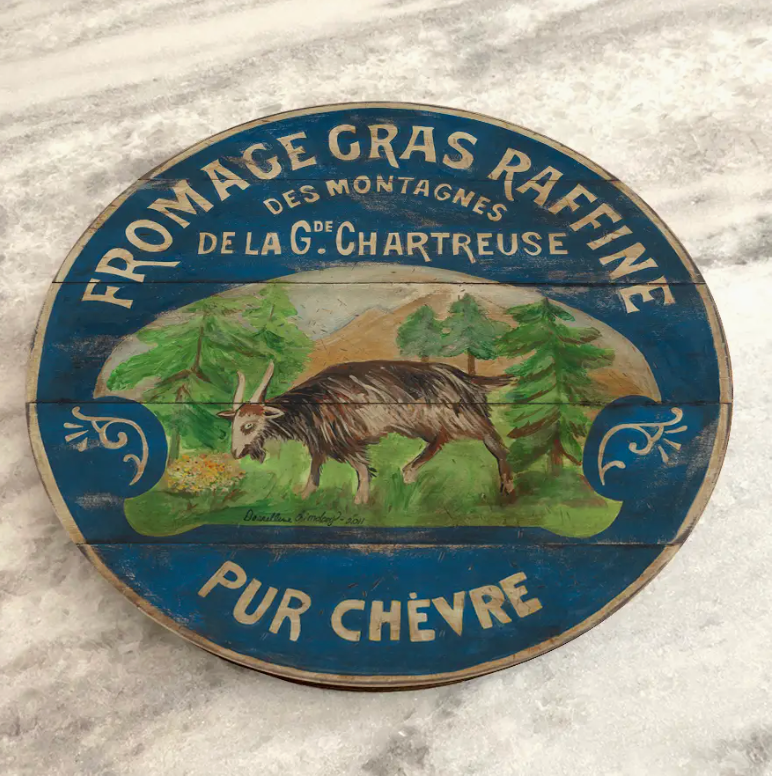 FROMAGE GRAS RAFFINE
DES MONTAGNES
DE LA GDE. CHARTREUSE
PUR CHÈVRE